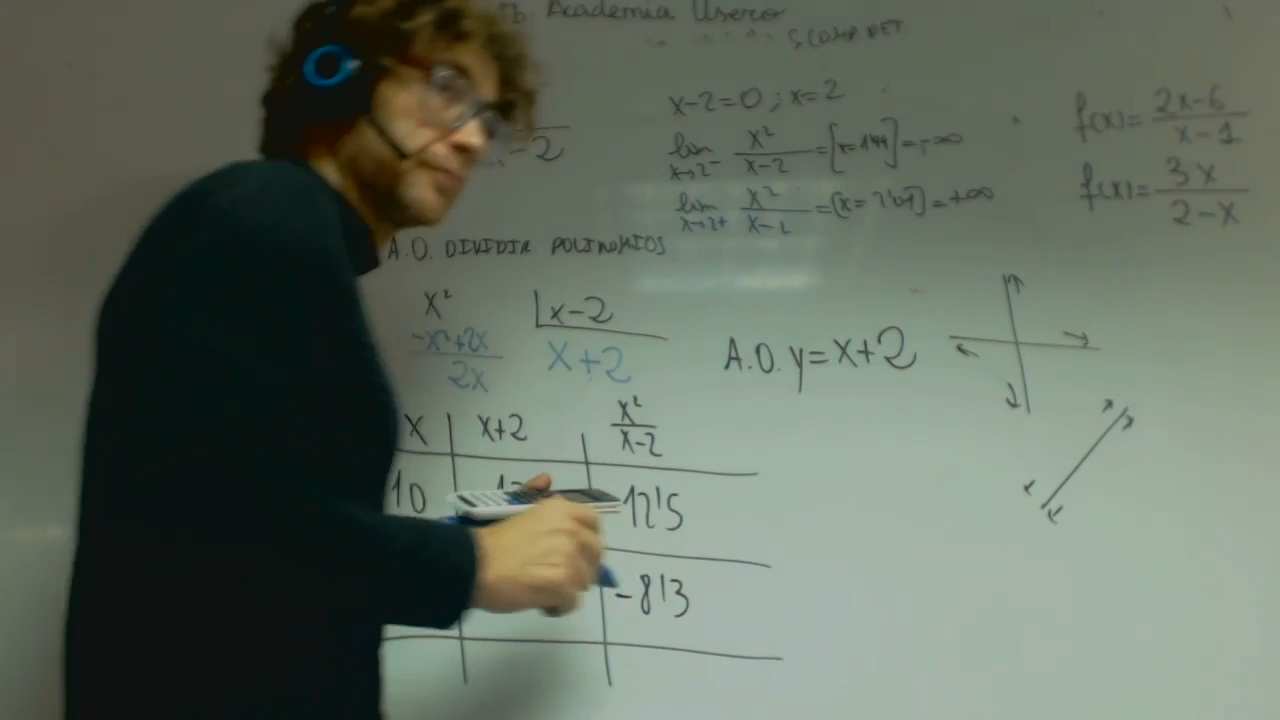 Academia Usero
x-2=0 ; x=2
lim x→2⁻ x²/(x-2) = [x=1'99] = -∞
lim x→2+ x²/(x-2) = [x=2'01] = +∞
f(x)= (2x-6)/(x-1)
f(x)= 3x/(2-x)
-2
A.O. DIVIDIR POLINOMIOS
x² |x-2
-x²+2x x+2
2x
A.O. y=x+2
x | x+2 | x²/(x-2)
10 12'5
-8'3